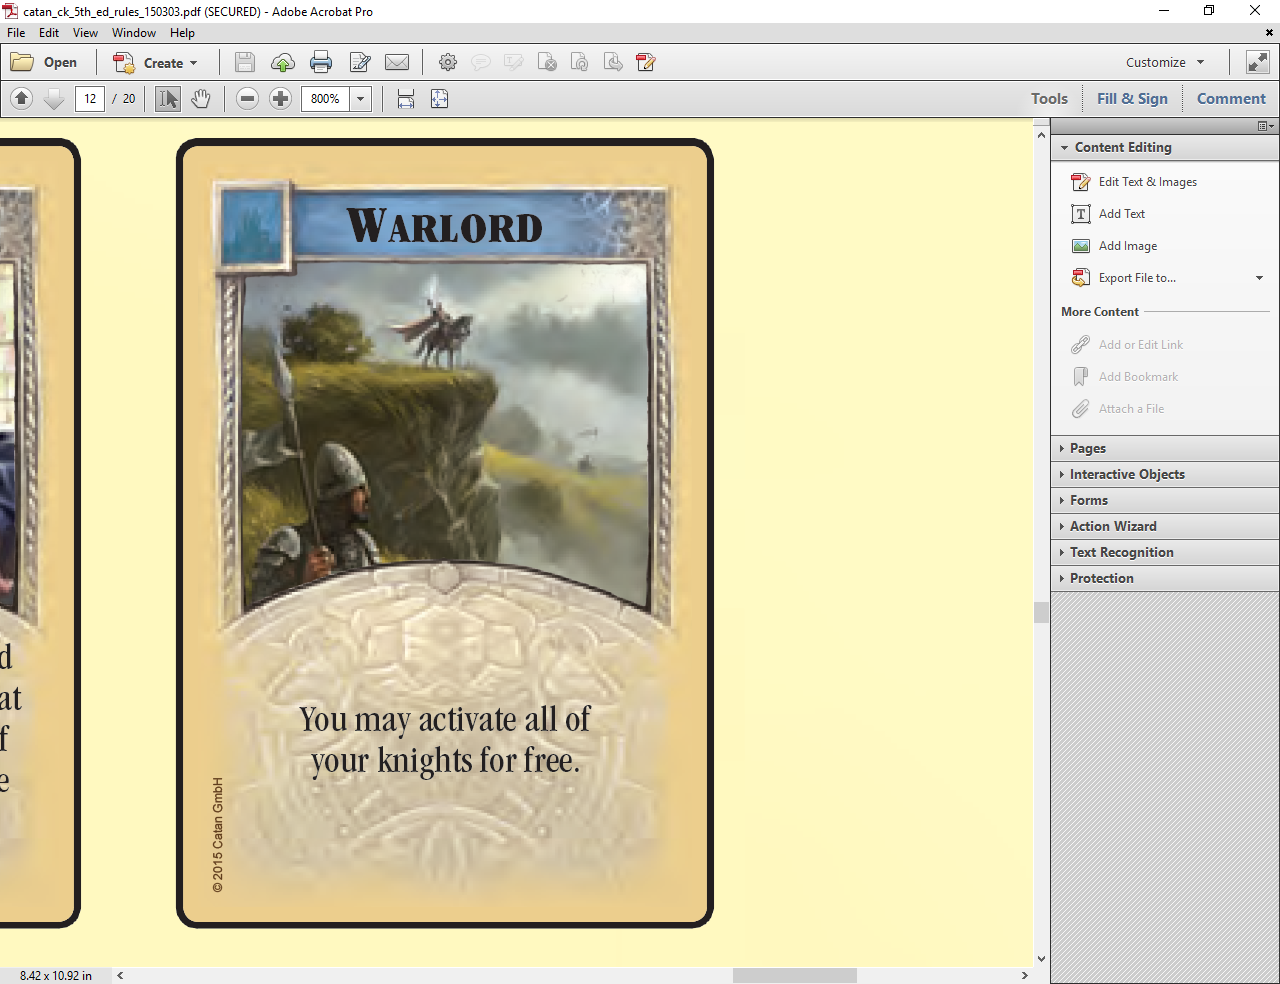 catan_ck_5th_ed_rules_150303.pdf (SECURED) - Adobe Acrobat Pro
File Edit View Window Help
Open Create Customize
12 / 20 800% Tools Fill & Sign Comment
Content Editing
Edit Text & Images
Add Text
Add Image
Export File to...
More Content
Add or Edit Link
Add Bookmark
Attach a File
Pages
Interactive Objects
Forms
Action Wizard
Text Recognition
Protection
d
at
f
e
WARLORD
You may activate all of
your knights for free.
© 2015 Catan GmbH
8.42 x 10.92 in